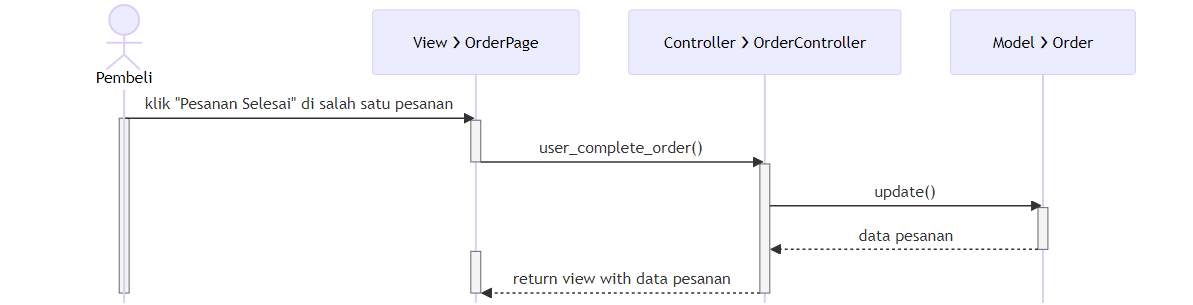 Pembeli
View > OrderPage
Controller > OrderController
Model > Order
klik "Pesanan Selesai" di salah satu pesanan
user_complete_order()
update()
data pesanan
return view with data pesanan